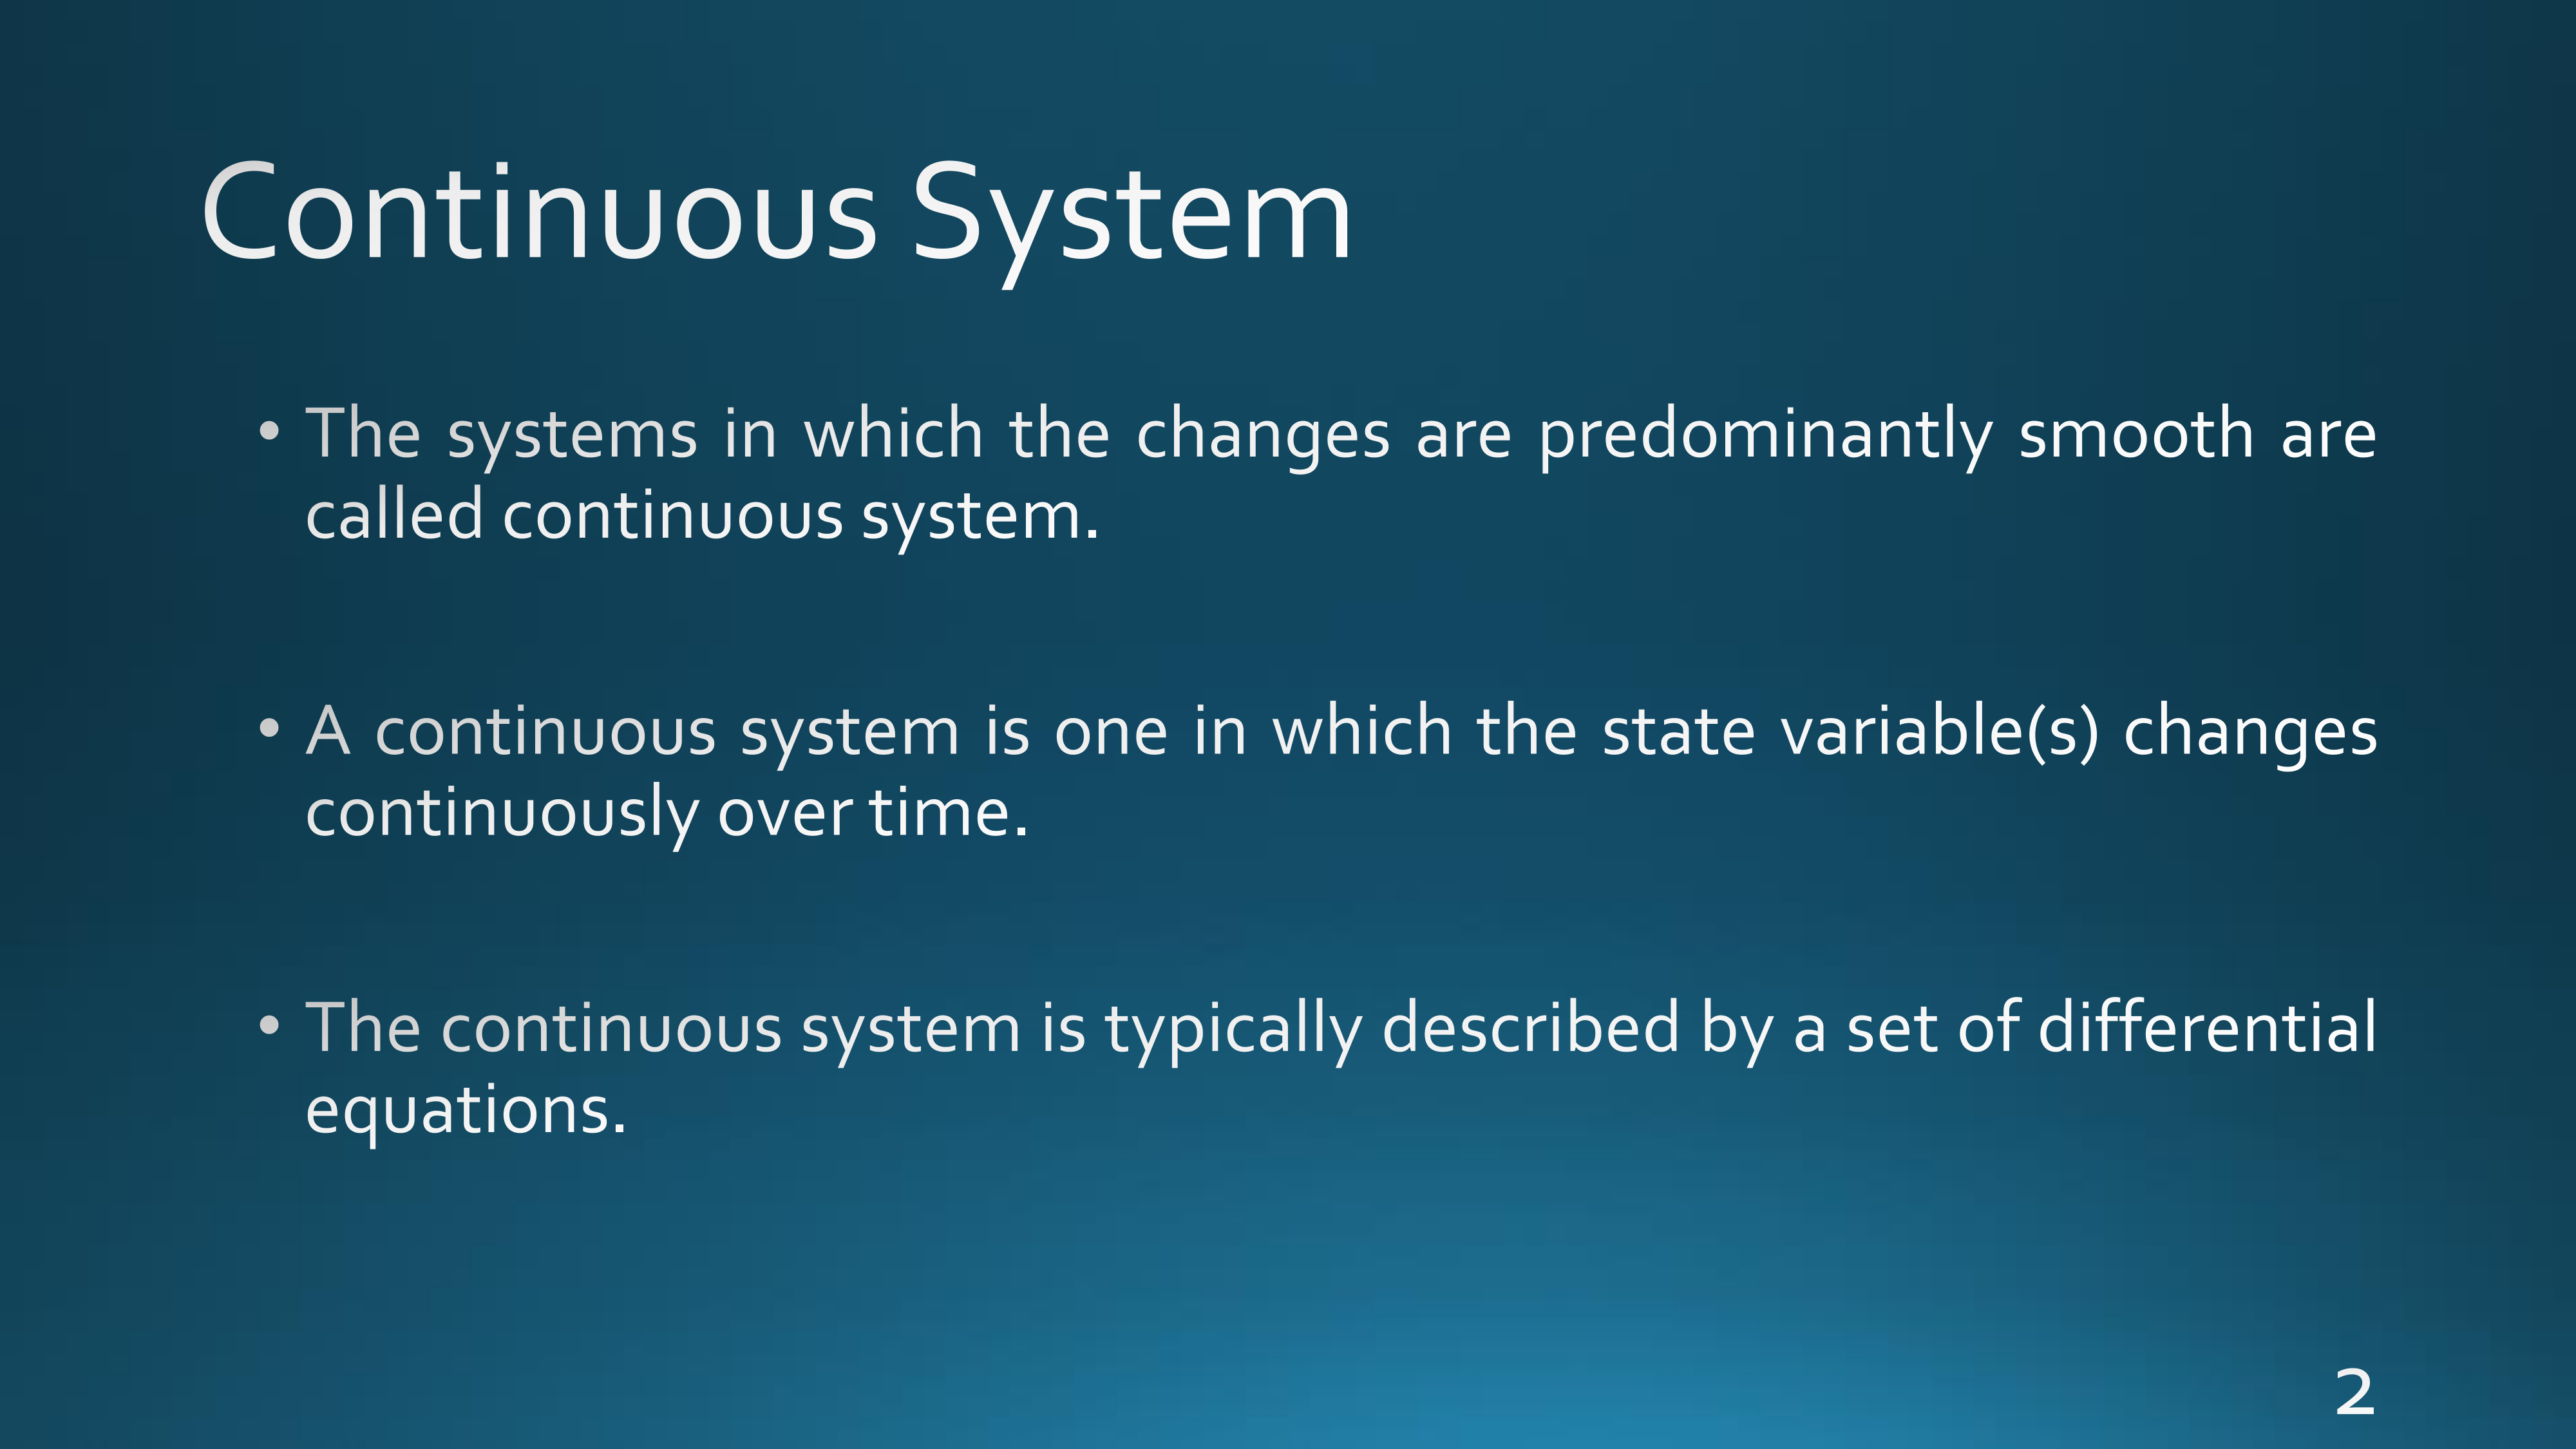 Continuous System
• The systems in which the changes are predominantly smooth are
called continuous system.
• A continuous system is one in which the state variable(s) changes
continuously over time.
• The continuous system is typically described by a set of differential
equations.
2